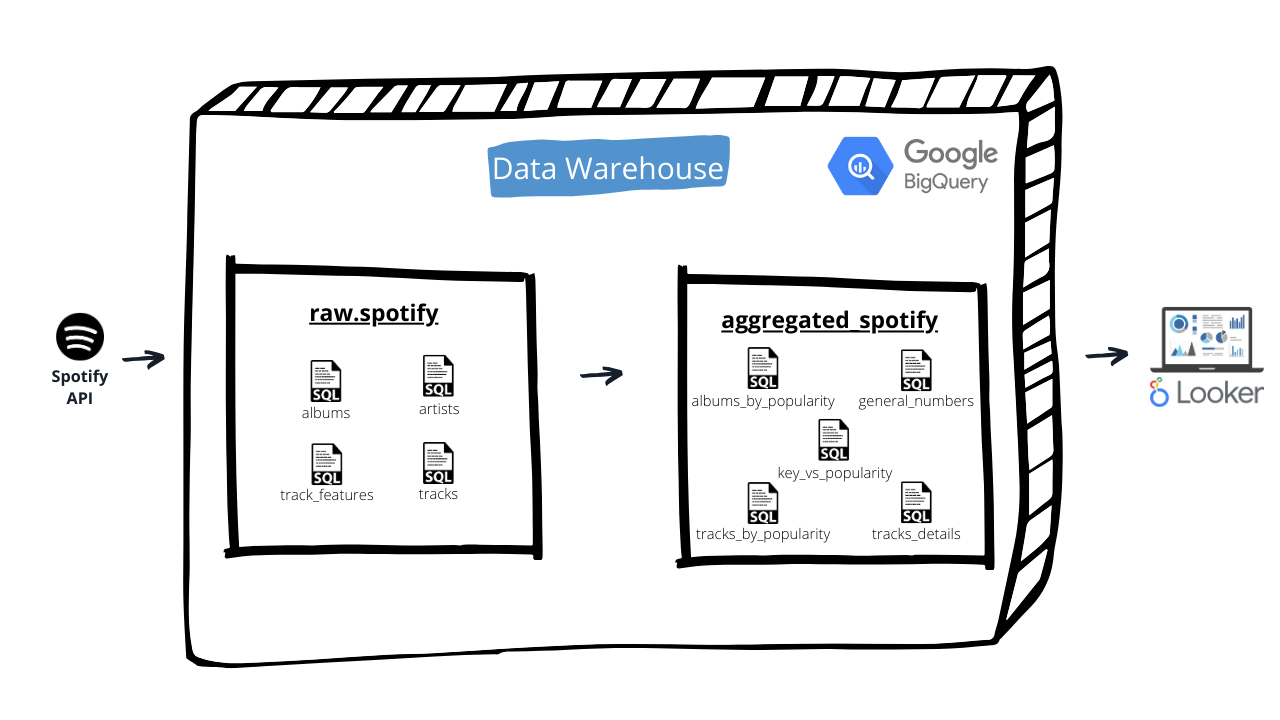 Data Warehouse
Google
BigQuery
Spotify
API
raw.spotify
SQL
albums
SQL
artists
SQL
track_features
SQL
tracks
aggregated_spotify
SQL
albums_by_popularity
SQL
general_numbers
SQL
key_vs_popularity
SQL
tracks_by_popularity
SQL
tracks_details
Looker